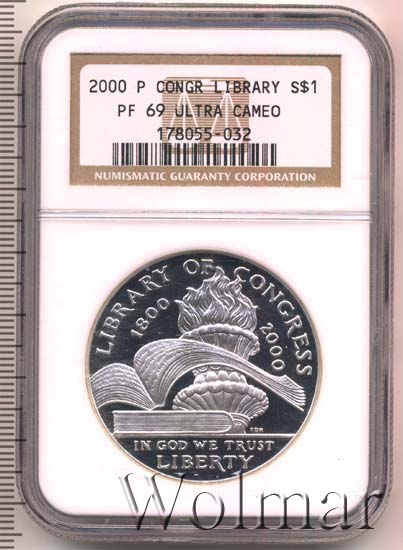 2000 P CONGR LIBRARY S$1
PF 69 ULTRA CAMEO
178055-032
NUMISMATIC GUARANTY CORPORATION
LIBRARY OF CONGRESS
1800 2000
IN GOD WE TRUST
LIBERTY
Wolmar